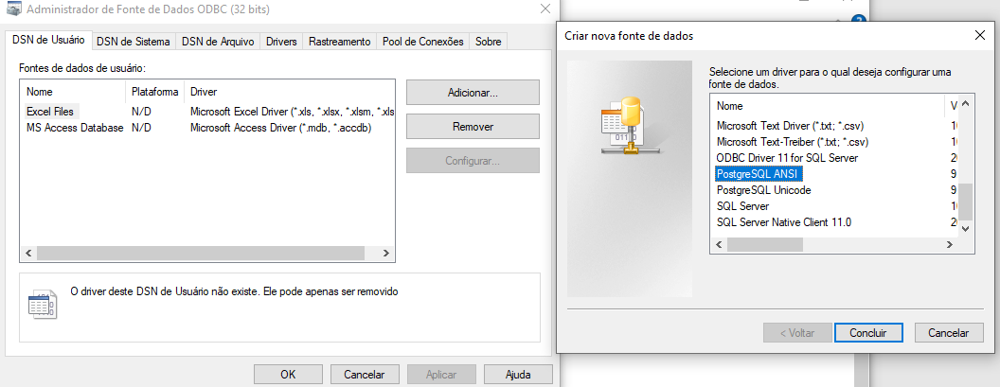 Administrador de Fonte de Dados ODBC (32 bits)
DSN de Usuário DSN de Sistema DSN de Arquivo Drivers Rastreamento Pool de Conexões Sobre
Fontes de dados de usuário:
Nome Plataforma Driver
Excel Files N/D Microsoft Excel Driver (*.xls, *.xlsx, *.xlsm, *.xls
MS Access Database N/D Microsoft Access Driver (*.mdb, *.accdb)
Adicionar...
Remover
Configurar...
O driver deste DSN de Usuário não existe. Ele pode apenas ser removido
OK Cancelar Aplicar Ajuda
Criar nova fonte de dados
Selecione um driver para o qual deseja configurar uma
fonte de dados.
Nome V
Microsoft Text Driver (*.txt; *.csv) 10
Microsoft Text-Treiber (*.txt; *.csv) 10
ODBC Driver 11 for SQL Server 20
PostgreSQL ANSI 9
PostgreSQL Unicode 9
SQL Server 10
SQL Server Native Client 11.0 20
01110
< Voltar Concluir Cancelar